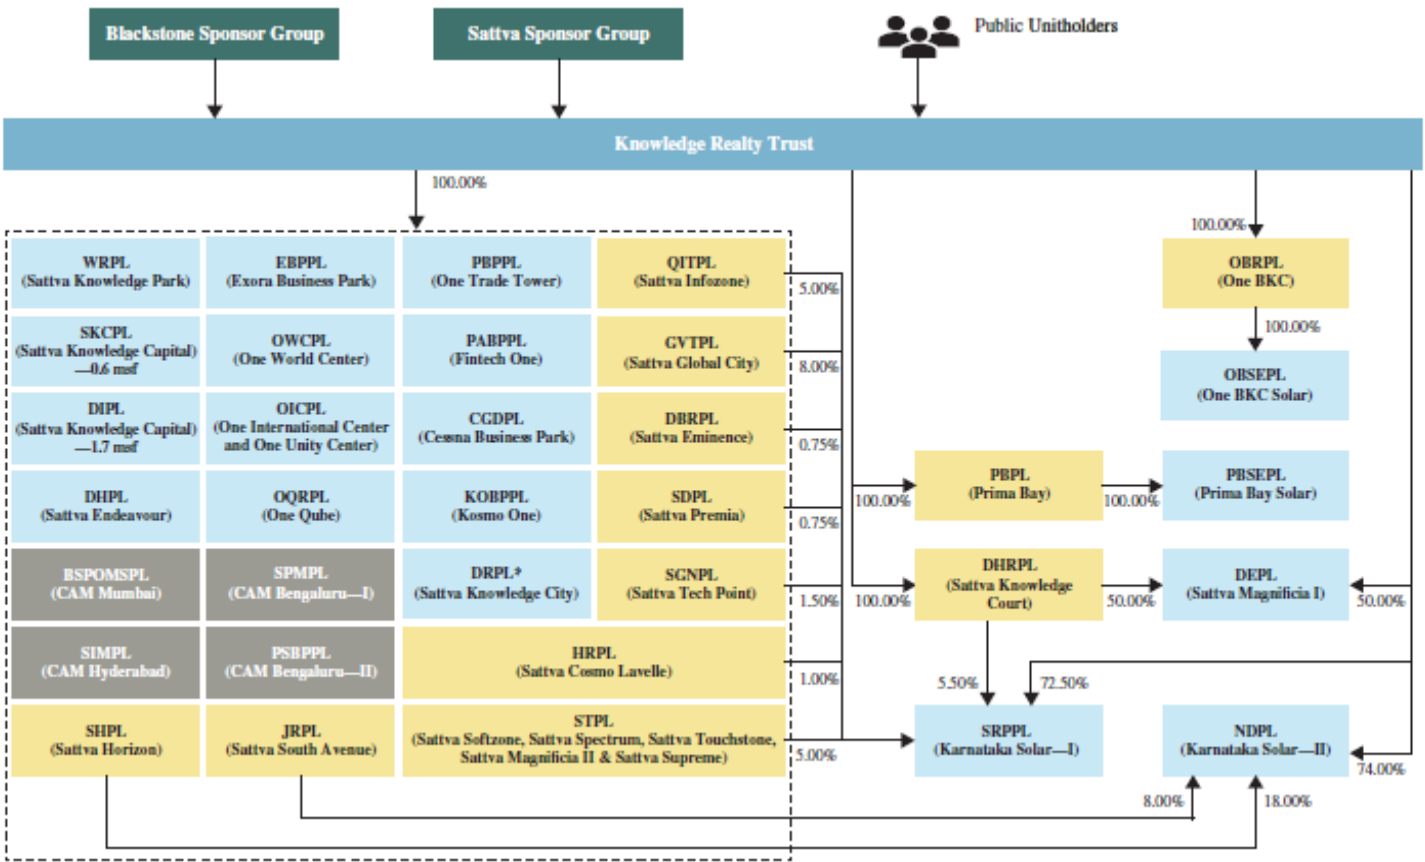 Blackstone Sponsor Group
Sattva Sponsor Group
Public Unitholders
Knowledge Realty Trust
100.00%
100.00%
WRPL
(Sattva Knowledge Park)
EBPPL
(Exora Business Park)
PBPPL
(One Trade Tower)
QITPL
(Sattva Infozone)
5.00%
OBRPL
(One BKC)
100.00%
SKCPL
(Sattva Knowledge Capital)
—0.6 msf
OWCPL
(One World Center)
PABPPL
(Fintech One)
GVTPL
(Sattva Global City)
8.00%
OBSEPL
(One BKC Solar)
DIPL
(Sattva Knowledge Capital)
—1.7 msf
OICPL
(One International Center
and One Unity Center)
CGDPL
(Cessna Business Park)
DBRPL
(Sattva Eminence)
0.75%
DHPL
(Sattva Endeavour)
OQRPL
(One Qube)
KOBPPL
(Kosmo One)
SDPL
(Sattva Premia)
0.75%
100.00%
PBPL
(Prima Bay)
100.00%
PBSEPL
(Prima Bay Solar)
BSPOMSPL
(CAM Mumbai)
SPMPL
(CAM Bengaluru—I)
DRPL*
(Sattva Knowledge City)
SGNPL
(Sattva Tech Point)
1.50%
100.00%
DHRPL
(Sattva Knowledge
Court)
50.00%
DEPL
(Sattva Magnificia I)
50.00%
SIMPL
(CAM Hyderabad)
PSBPPL
(CAM Bengaluru—II)
HRPL
(Sattva Cosmo Lavelle)
1.00%
5.50%
72.50%
SHPL
(Sattva Horizon)
JRPL
(Sattva South Avenue)
STPL
(Sattva Softzone, Sattva Spectrum, Sattva Touchstone,
Sattva Magnificia II & Sattva Supreme)
5.00%
SRPPL
(Karnataka Solar—I)
NDPL
(Karnataka Solar—II)
74.00%
8.00%
18.00%